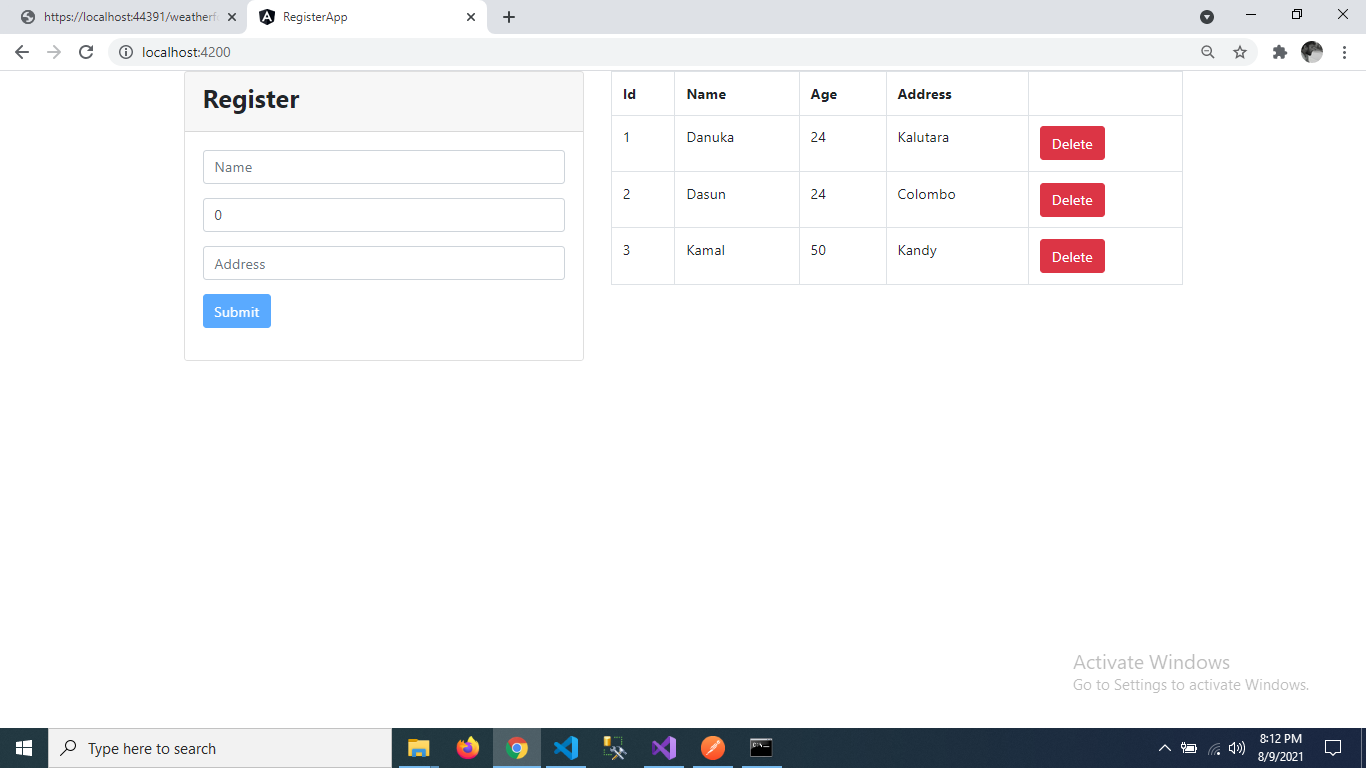 https://localhost:44391/weatherf
RegisterApp
localhost:4200
Register
Name
0
Address
Submit
Id Name Age Address
1 Danuka 24 Kalutara Delete
2 Dasun 24 Colombo Delete
3 Kamal 50 Kandy Delete
Activate Windows
Go to Settings to activate Windows.
Type here to search
8:12 PM
8/9/2021